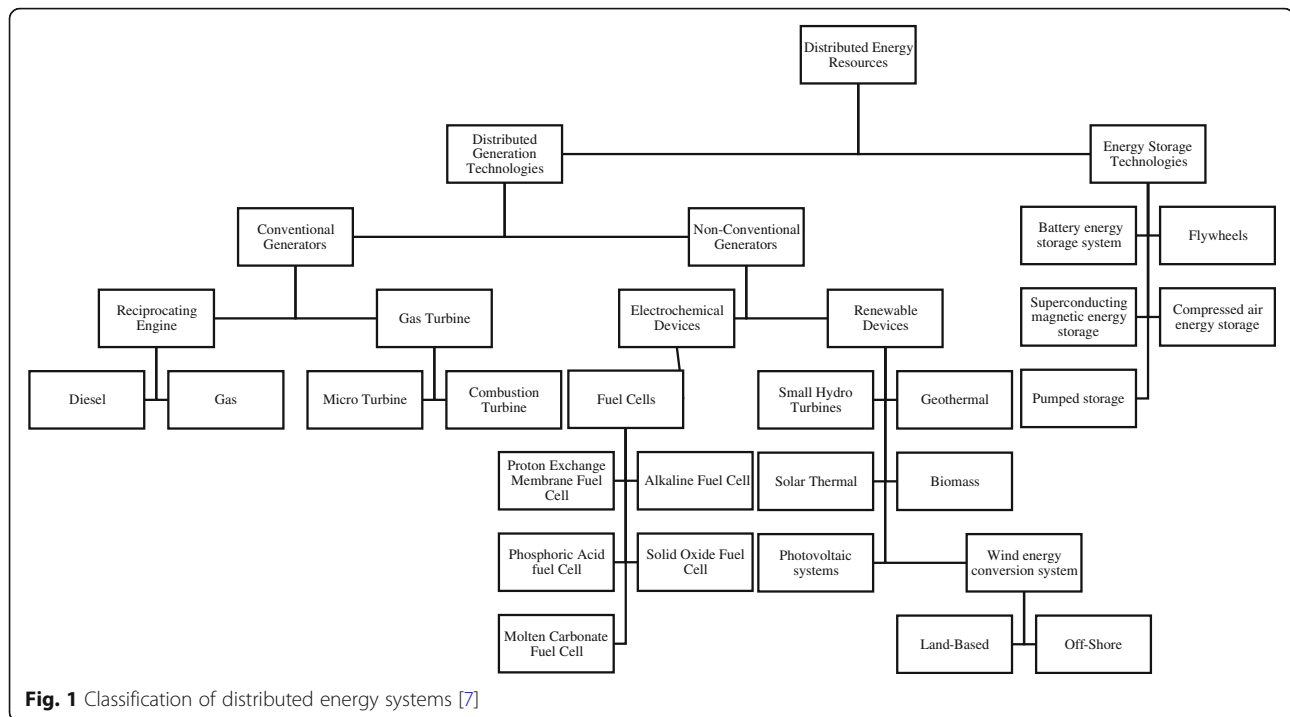 Distributed Energy
Resources
Distributed
Generation
Technologies
Energy Storage
Technologies
Conventional
Generators
Non-Conventional
Generators
Battery energy
storage system
Flywheels
Reciprocating
Engine
Gas Turbine
Electrochemical
Devices
Renewable
Devices
Superconducting
magnetic energy
storage
Compressed air
energy storage
Diesel
Gas
Micro Turbine
Combustion
Turbine
Fuel Cells
Small Hydro
Turbines
Geothermal
Pumped storage
Proton Exchange
Membrane Fuel
Cell
Alkaline Fuel Cell
Solar Thermal
Biomass
Phosphoric Acid
fuel Cell
Solid Oxide Fuel
Cell
Photovoltaic
systems
Wind energy
conversion system
Molten Carbonate
Fuel Cell
Land-Based
Off-Shore
Fig. 1 Classification of distributed energy systems [7]